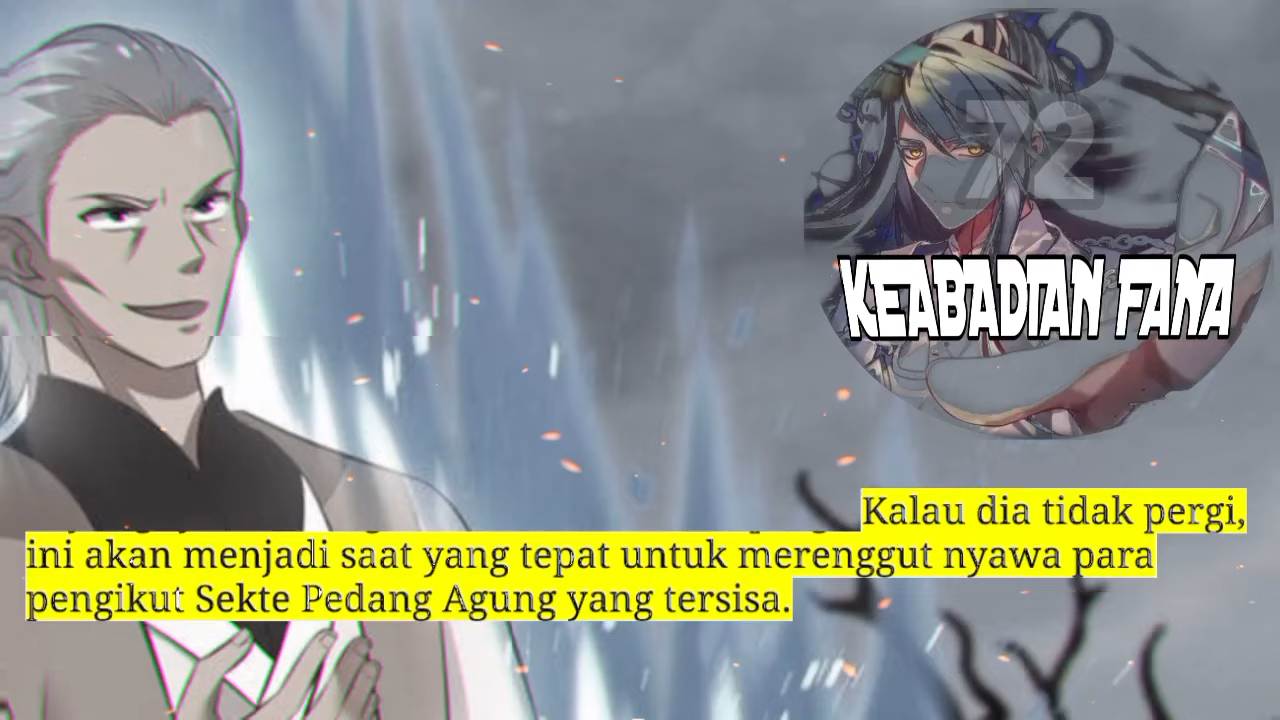 72
KEABADIAN FANA
Kalau dia tidak pergi,
ini akan menjadi saat yang tepat untuk merenggut nyawa para
pengikut Sekte Pedang Agung yang tersisa.